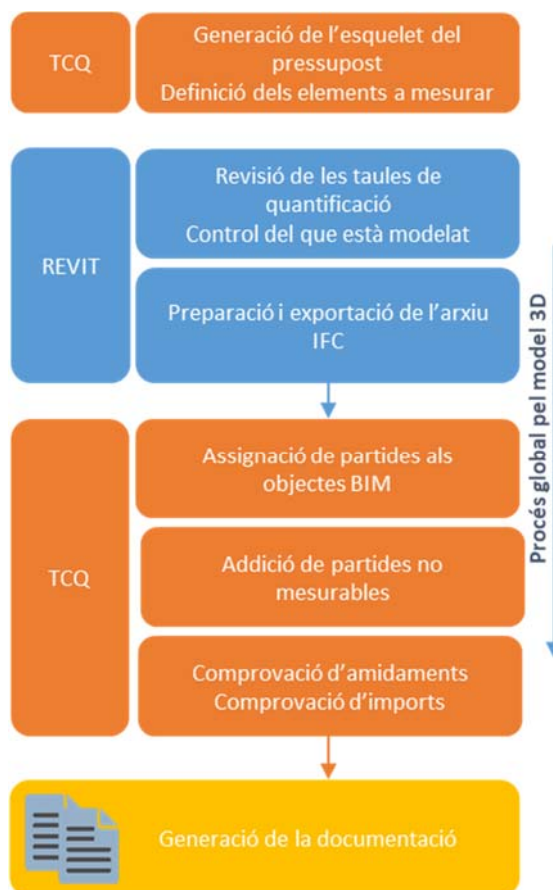 TCQ
Generació de l'esquelet del
pressupost
Definició dels elements a mesurar
REVIT
Revisió de les taules de
quantificació
Control del que està modelat
Preparació i exportació de l'arxiu
IFC
TCQ
Assignació de partides als
objectes BIM
Addició de partides no
mesurables
Comprovació d'amidaments
Comprovació d'imports
Procés global pel model 3D
Generació de la documentació